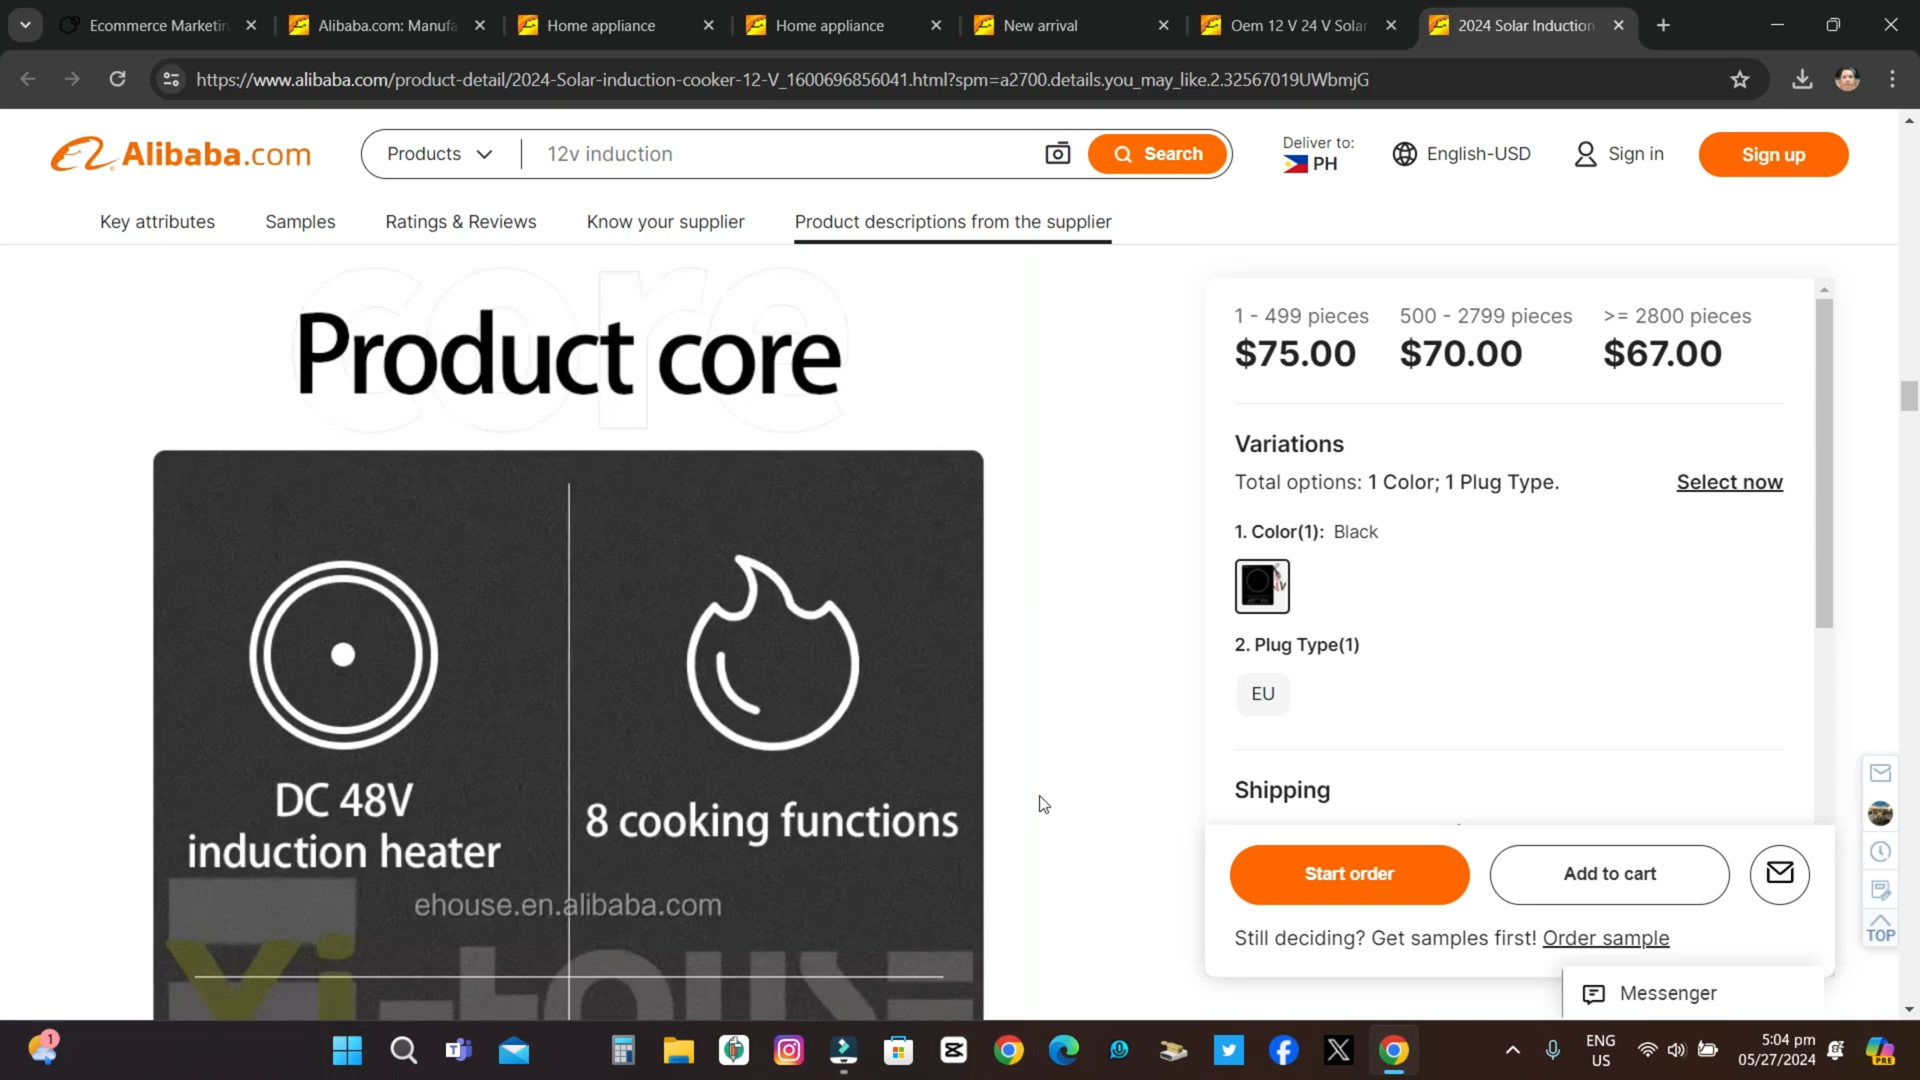 Ecommerce Marketin
Alibaba.com: Manufa
Home appliance
Home appliance
New arrival
Oem 12 V 24 V Solar
2024 Solar Induction
https://www.alibaba.com/product-detail/2024-Solar-induction-cooker-12-V_1600696856041.html?spm=a2700.details.you_may_like.2.32567019UWbmjG
Alibaba.com
Products
12v induction
Search
Deliver to:
PH
English-USD
Sign in
Sign up
Key attributes
Samples
Ratings & Reviews
Know your supplier
Product descriptions from the supplier
core
Product core
DC 48V
induction heater
8 cooking functions
ehouse.en.alibaba.com
Yi-HOUSE
1 - 499 pieces
$75.00
500 - 2799 pieces
$70.00
>= 2800 pieces
$67.00
Variations
Total options: 1 Color; 1 Plug Type.
Select now
1. Color(1): Black
2. Plug Type(1)
EU
Shipping
Start order
Add to cart
Still deciding? Get samples first! Order sample
TOP
Messenger
1
ENG
US
5:04 pm
05/27/2024
PRE